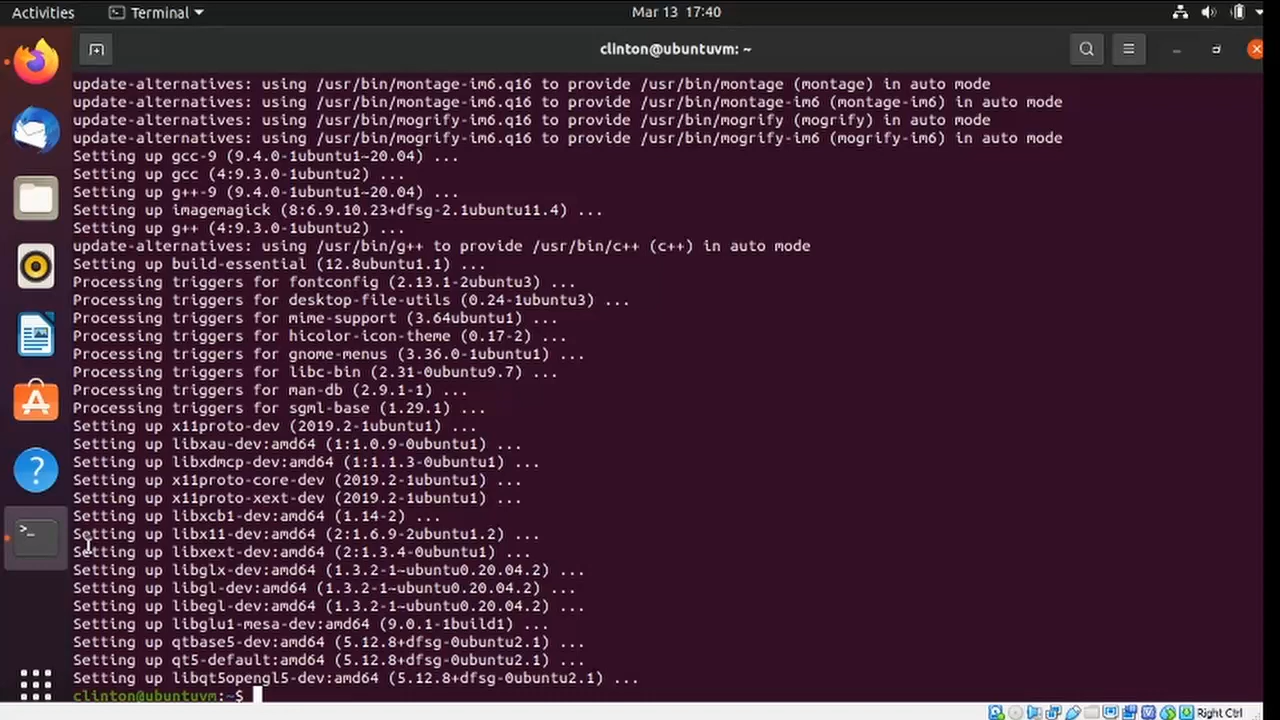 Activities
Terminal
Mar 13 17:40
clinton@ubuntuvm: ~
update-alternatives: using /usr/bin/montage-im6.q16 to provide /usr/bin/montage (montage) in auto mode
update-alternatives: using /usr/bin/montage-im6.q16 to provide /usr/bin/montage-im6 (montage-im6) in auto mode
update-alternatives: using /usr/bin/mogrify-im6.q16 to provide /usr/bin/mogrify (mogrify) in auto mode
update-alternatives: using /usr/bin/mogrify-im6.q16 to provide /usr/bin/mogrify-im6 (mogrify-im6) in auto mode
Setting up gcc-9 (9.4.0-1ubuntu1~20.04) ...
Setting up gcc (4:9.3.0-1ubuntu2) ...
Setting up g++-9 (9.4.0-1ubuntu1~20.04) ...
Setting up imagemagick (8:6.9.10.23+dfsg-2.1ubuntu11.4) ...
Setting up g++ (4:9.3.0-1ubuntu2) ...
update-alternatives: using /usr/bin/g++ to provide /usr/bin/c++ (c++) in auto mode
Setting up build-essential (12.8ubuntu1.1) ...
Processing triggers for fontconfig (2.13.1-2ubuntu3) ...
Processing triggers for desktop-file-utils (0.24-1ubuntu3) ...
Processing triggers for mime-support (3.64ubuntu1) ...
Processing triggers for hicolor-icon-theme (0.17-2) ...
Processing triggers for gnome-menus (3.36.0-1ubuntu1) ...
Processing triggers for libc-bin (2.31-0ubuntu9.7) ...
Processing triggers for man-db (2.9.1-1) ...
Processing triggers for sgml-base (1.29.1) ...
Setting up x11proto-dev (2019.2-1ubuntu1) ...
Setting up libxau-dev:amd64 (1:1.0.9-0ubuntu1) ...
Setting up libxdmcp-dev:amd64 (1:1.1.3-0ubuntu1) ...
Setting up x11proto-core-dev (2019.2-1ubuntu1) ...
Setting up x11proto-xext-dev (2019.2-1ubuntu1) ...
Setting up libxcb1-dev:amd64 (1.14-2) ...
Setting up libx11-dev:amd64 (2:1.6.9-2ubuntu1.2) ...
Setting up libxext-dev:amd64 (2:1.3.4-0ubuntu1) ...
Setting up libglx-dev:amd64 (1.3.2-1~ubuntu0.20.04.2) ...
Setting up libgl-dev:amd64 (1.3.2-1~ubuntu0.20.04.2) ...
Setting up libegl-dev:amd64 (1.3.2-1~ubuntu0.20.04.2) ...
Setting up libglu1-mesa-dev:amd64 (9.0.1-1build1) ...
Setting up qtbase5-dev:amd64 (5.12.8+dfsg-0ubuntu2.1) ...
Setting up qt5-default:amd64 (5.12.8+dfsg-0ubuntu2.1) ...
Setting up libqt5opengl5-dev:amd64 (5.12.8+dfsg-0ubuntu2.1) ...
clinton@ubuntuvm:~$
Right Ctrl